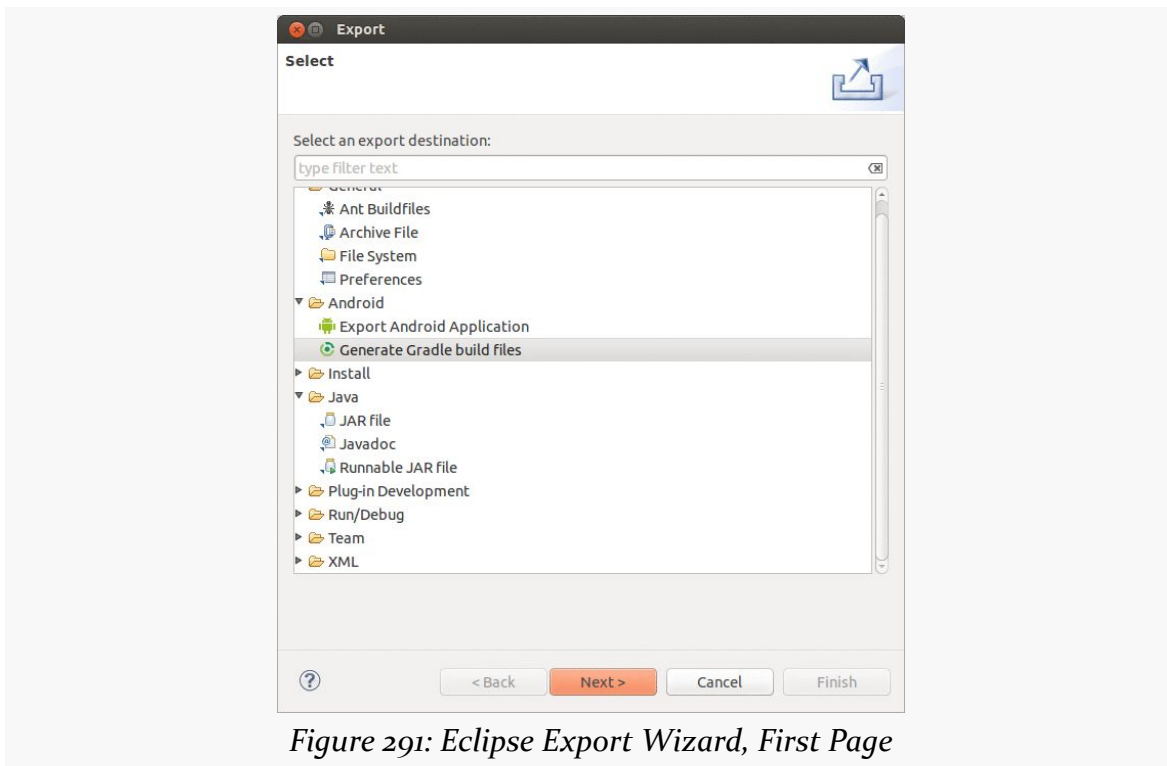 Export
Select
Select an export destination:
type filter text
General
Ant Buildfiles
Archive File
File System
Preferences
Android
Export Android Application
Generate Gradle build files
Install
Java
JAR file
Javadoc
Runnable JAR file
Plug-in Development
Run/Debug
Team
XML
< Back
Next >
Cancel
Finish
Figure 291: Eclipse Export Wizard, First Page